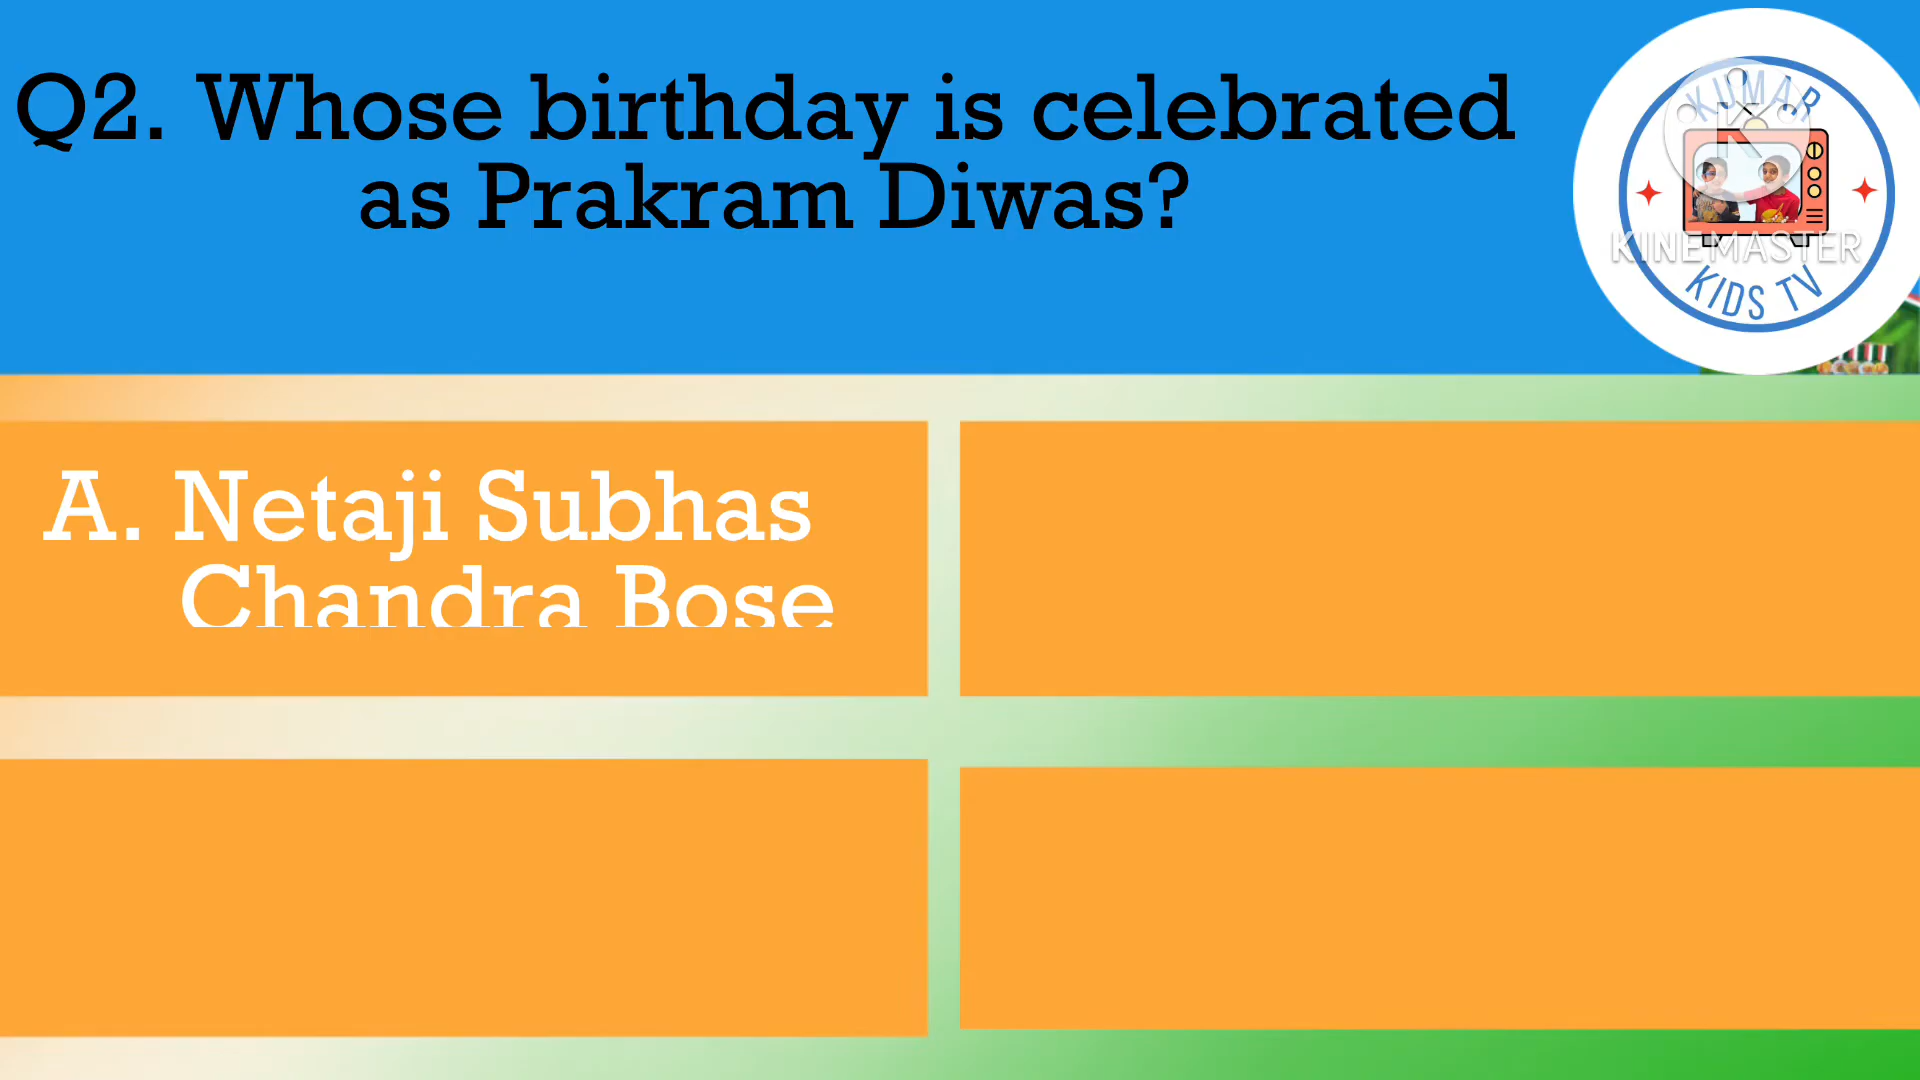 Q2. Whose birthday is celebrated
as Prakram Diwas?
KUMAR
KINEMASTER
KIDS TV
A. Netaji Subhas
Chandra Bose